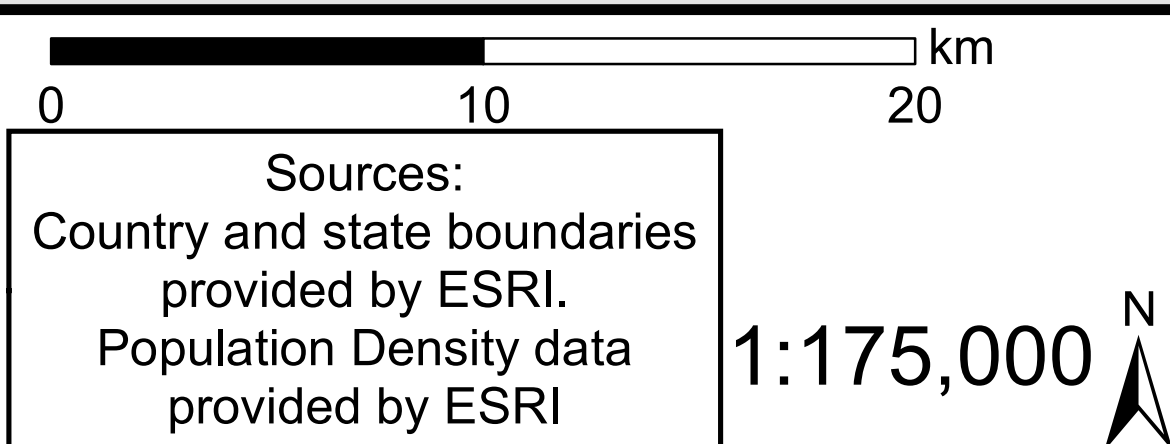 km
0 10 20
Sources:
Country and state boundaries
provided by ESRI.
Population Density data
provided by ESRI
1:175,000
N